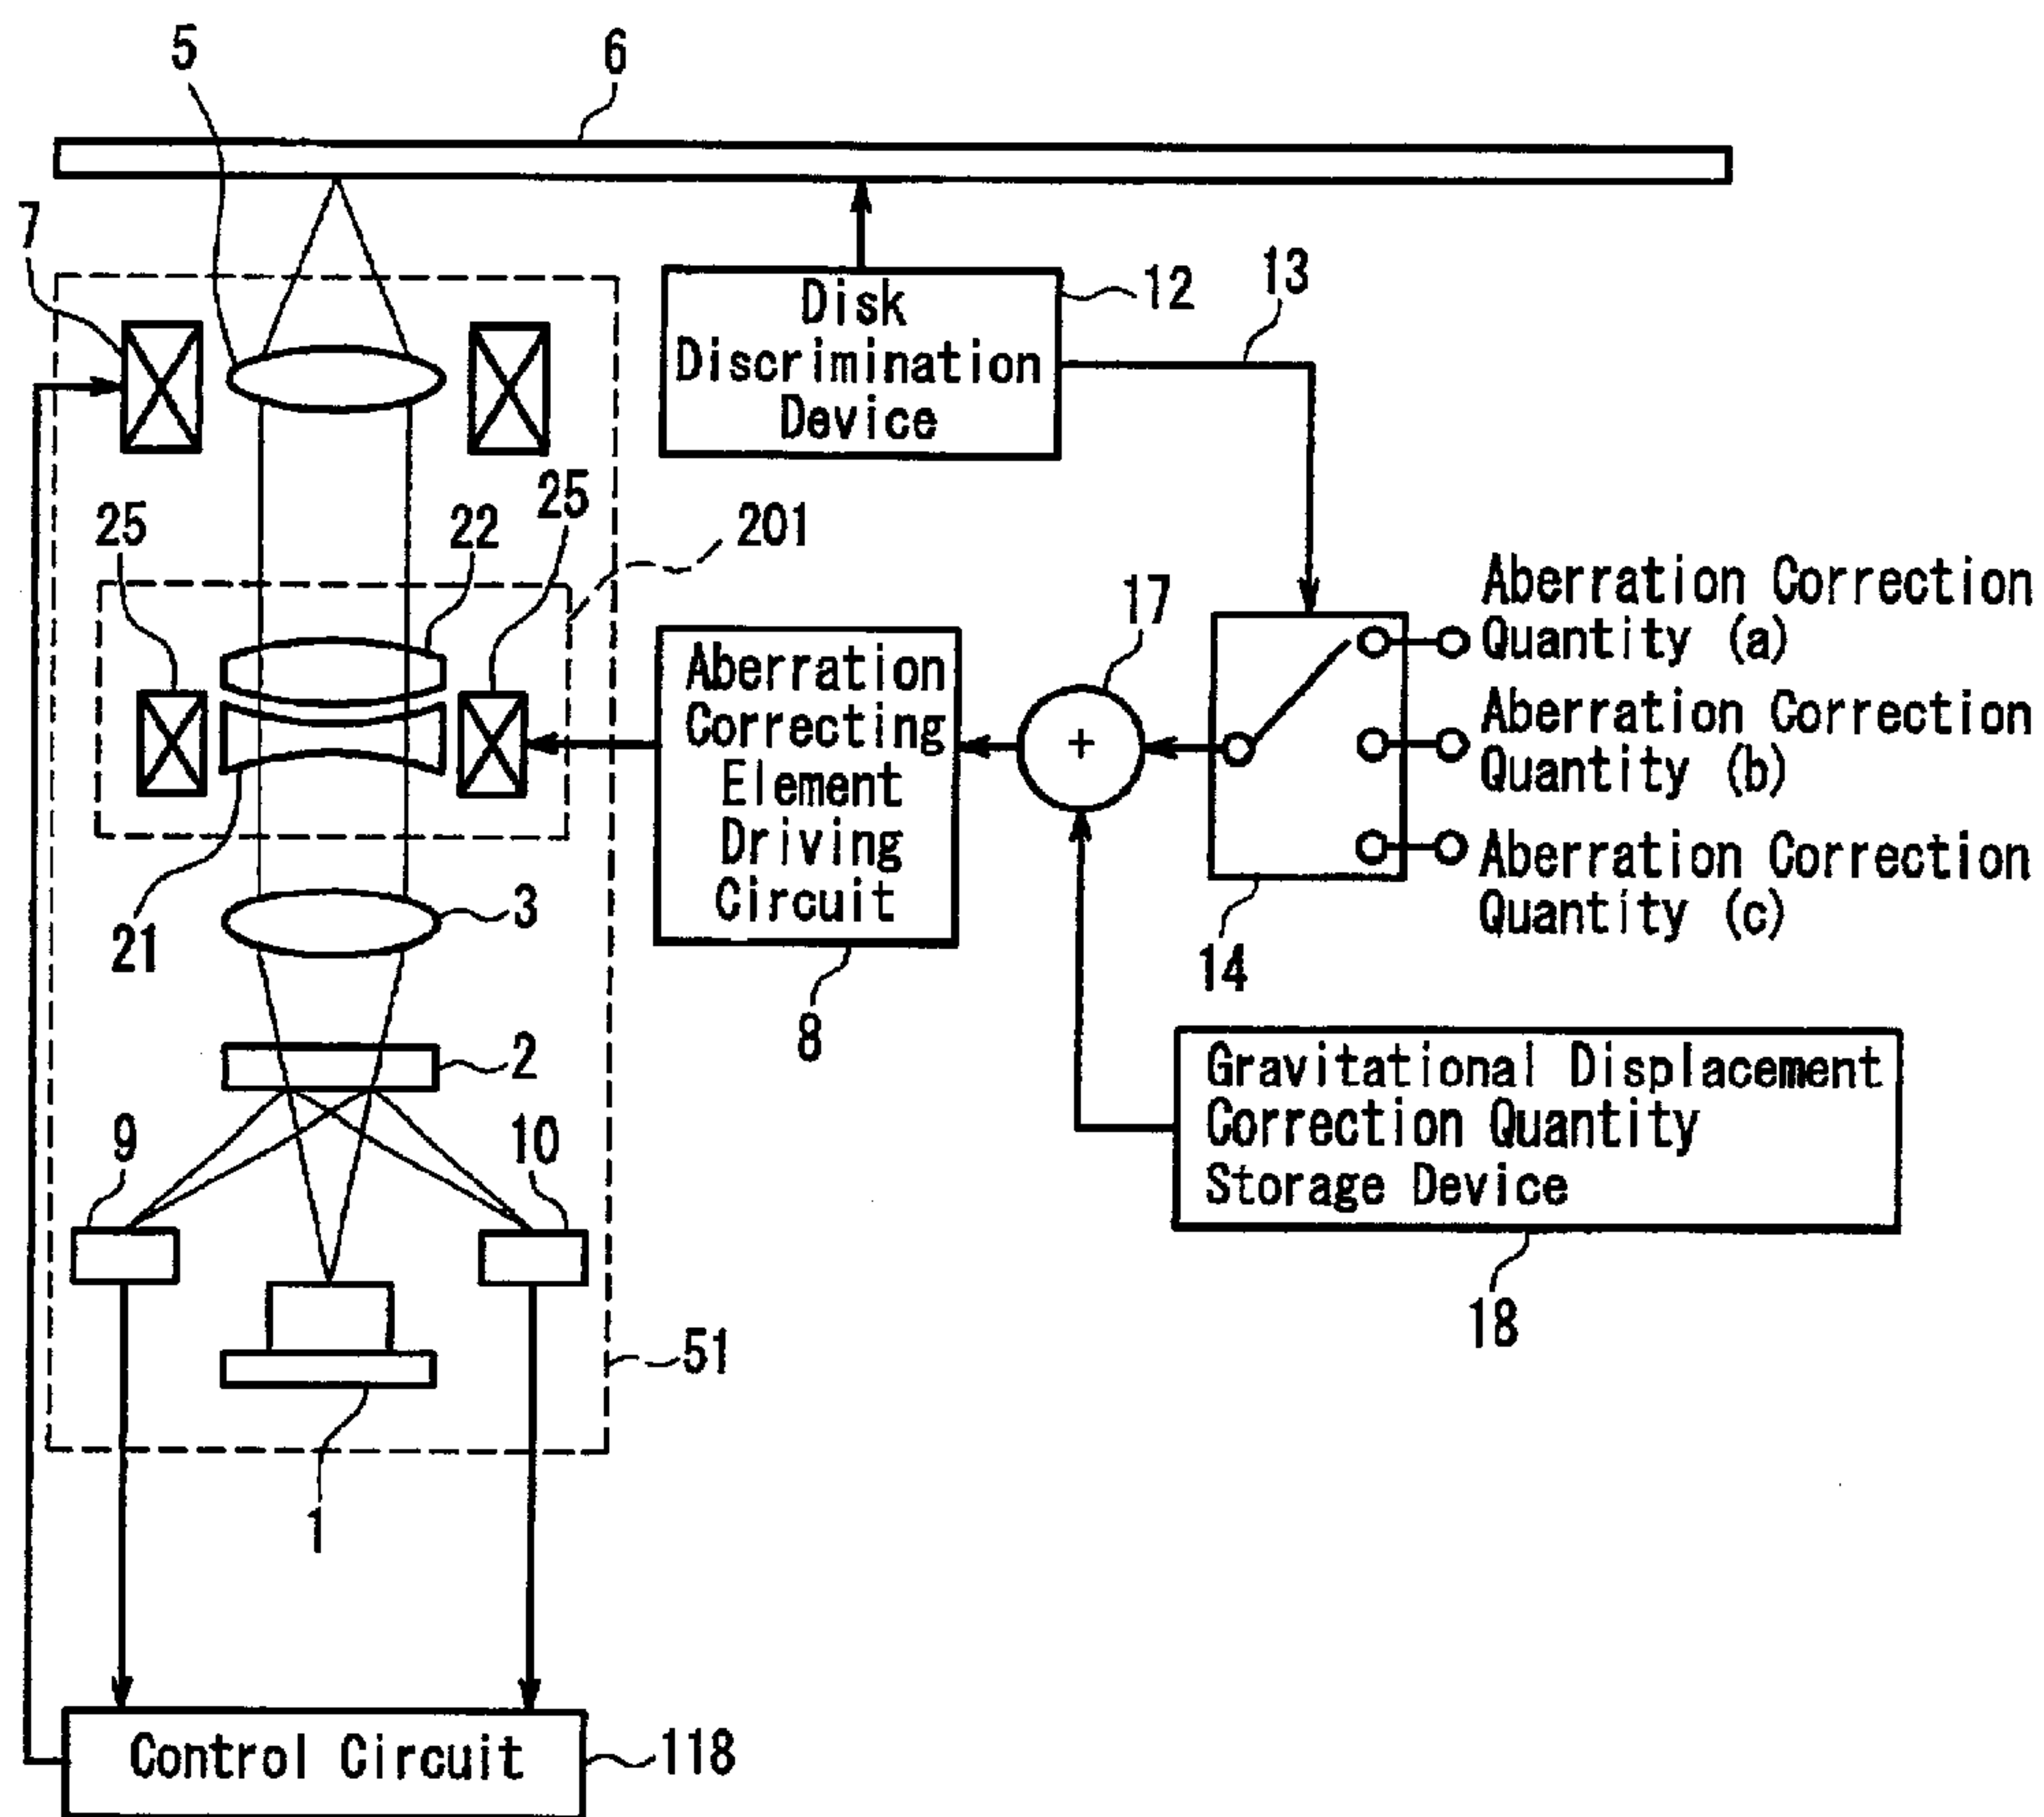 5
6
7
Disk
Discrimination
Device
12
13
25
22
25
201
17
Aberration
Correcting
Element
Driving
Circuit
Aberration Correction
Quantity (a)
Aberration Correction
Quantity (b)
Aberration Correction
Quantity (c)
+
21
3
8
14
2
Gravitational Displacement
Correction Quantity
Storage Device
9
10
18
51
1
Control Circuit
118